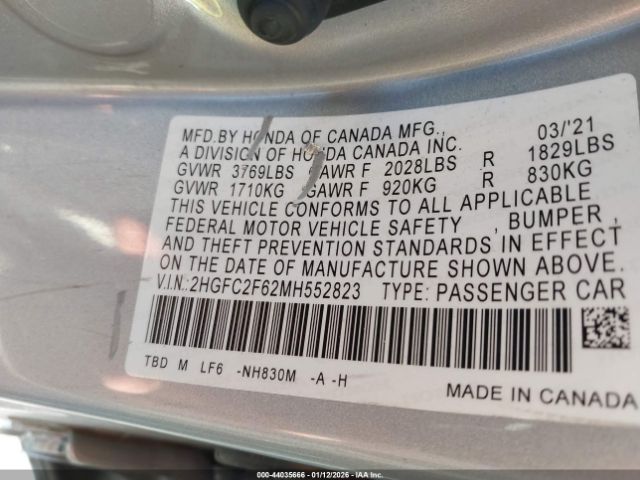 MFD.BY HONDA OF CANADA MFG., 03/'21
A DIVISION OF HONDA CANADA INC.
GVWR 3769LBS GAWR F 2028LBS R 1829LBS
GVWR 1710KG GAWR F 920KG R 830KG
THIS VEHICLE CONFORMS TO ALL APPLICABLE
FEDERAL MOTOR VEHICLE SAFETY , BUMPER ,
AND THEFT PREVENTION STANDARDS IN EFFECT
ON THE DATE OF MANUFACTURE SHOWN ABOVE.
V.I.N.:2HGFC2F62MH552823 TYPE: PASSENGER CAR
TBD M LF6 -NH830M -A -H
MADE IN CANADA
000-44035666 - 01/12/2026 - IAA Inc.